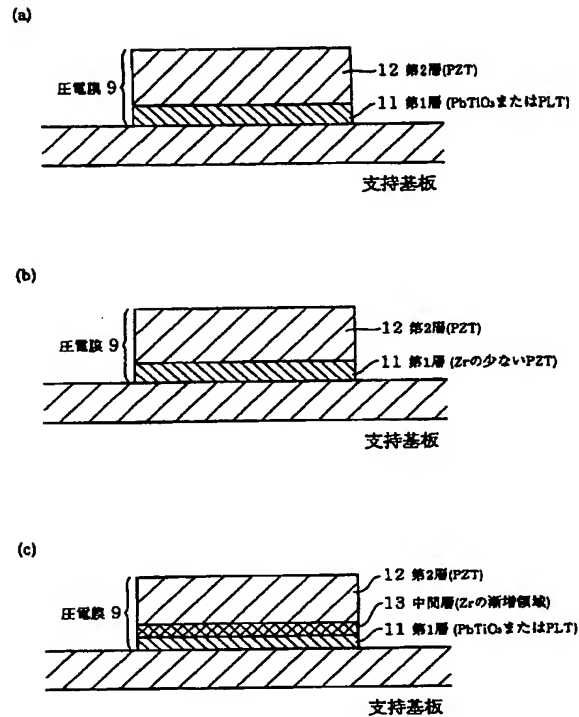 (a)
圧電膜 9
12 第2層(PZT)
11 第1層 (PbTiO₃またはPLT)
支持基板
(b)
圧電膜 9
12 第2層(PZT)
11 第1層 (Zrの少ないPZT)
支持基板
(c)
圧電膜 9
12 第2層(PZT)
13 中間層(Zrの漸増領域)
11 第1層 (PbTiO₃またはPLT)
支持基板